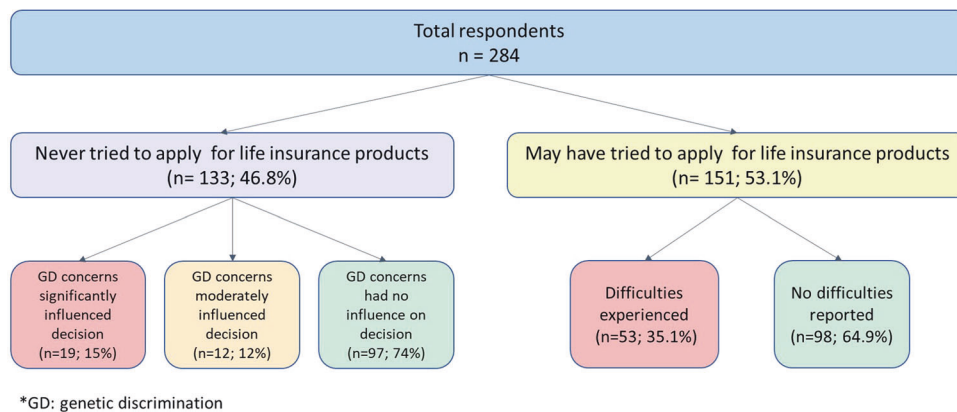 Total respondents
n = 284
Never tried to apply for life insurance products
(n= 133; 46.8%)
May have tried to apply for life insurance products
(n= 151; 53.1%)
GD concerns
significantly
influenced
decision
(n=19; 15%)
GD concerns
moderately
influenced
decision
(n=12; 12%)
GD concerns
had no
influence on
decision
(n=97; 74%)
Difficulties
experienced
(n=53; 35.1%)
No difficulties
reported
(n=98; 64.9%)
*GD: genetic discrimination